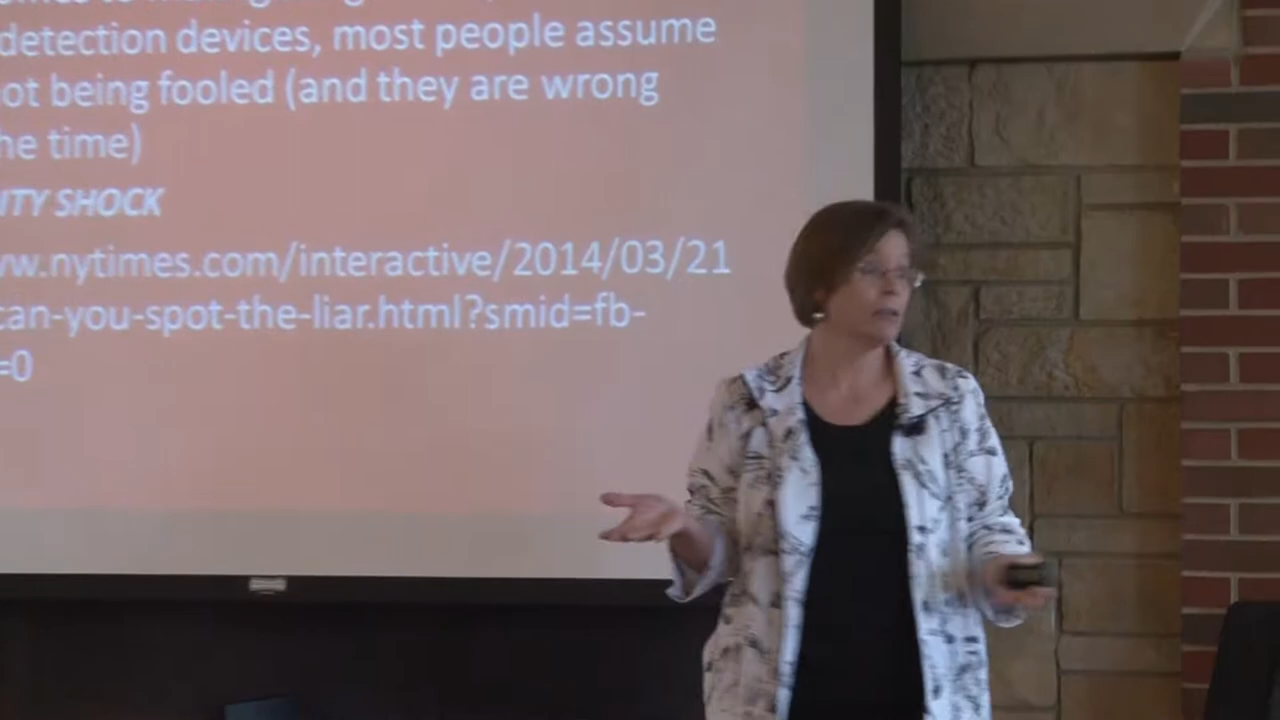 detection devices, most people assume
ot being fooled (and they are wrong
he time)
ITY SHOCK
w.nytimes.com/interactive/2014/03/21
can-you-spot-the-liar.html?smid=fb-
=0